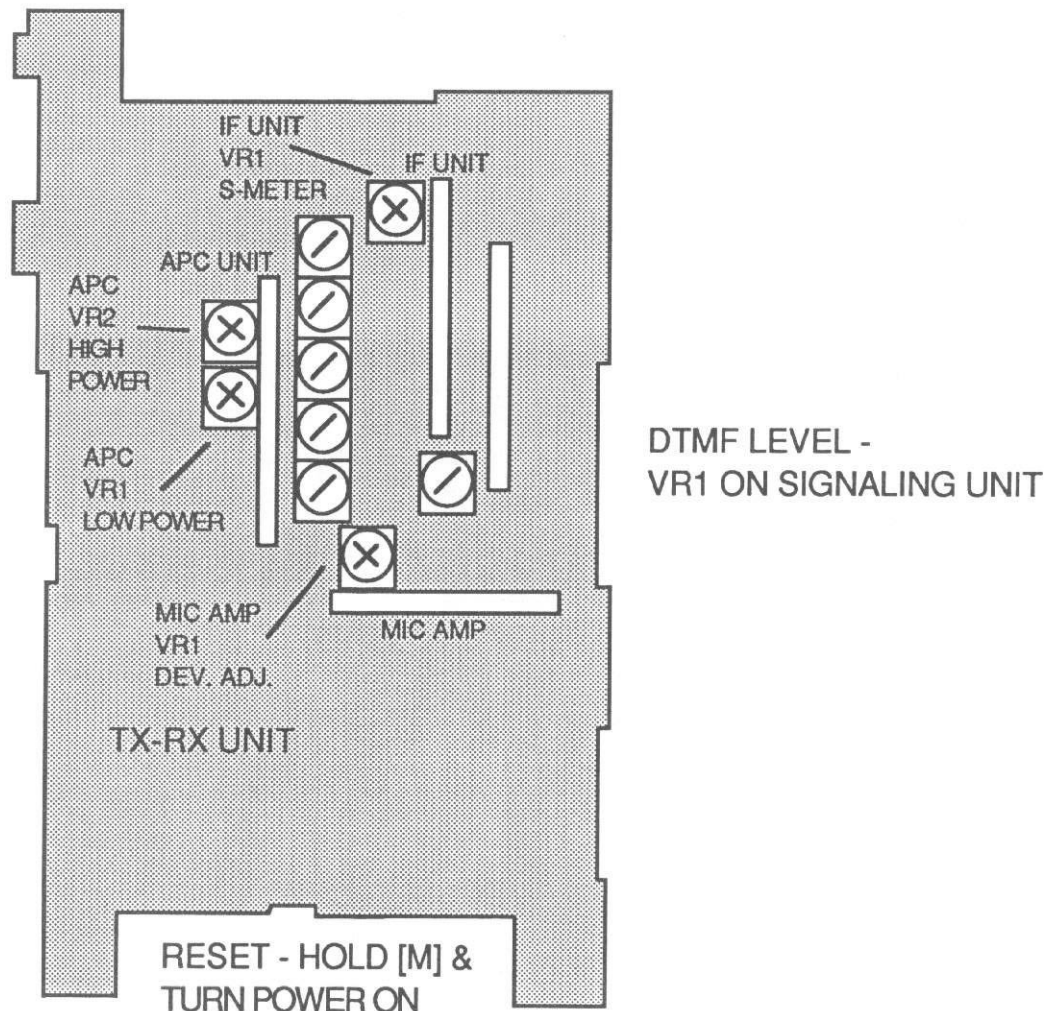 IF UNIT
VR1
S-METER
IF UNIT
APC UNIT
APC
VR2
HIGH
POWER
APC
VR1
LOW POWER
DTMF LEVEL -
VR1 ON SIGNALING UNIT
MIC AMP
VR1
DEV. ADJ.
MIC AMP
TX-RX UNIT
RESET - HOLD [M] &
TURN POWER ON